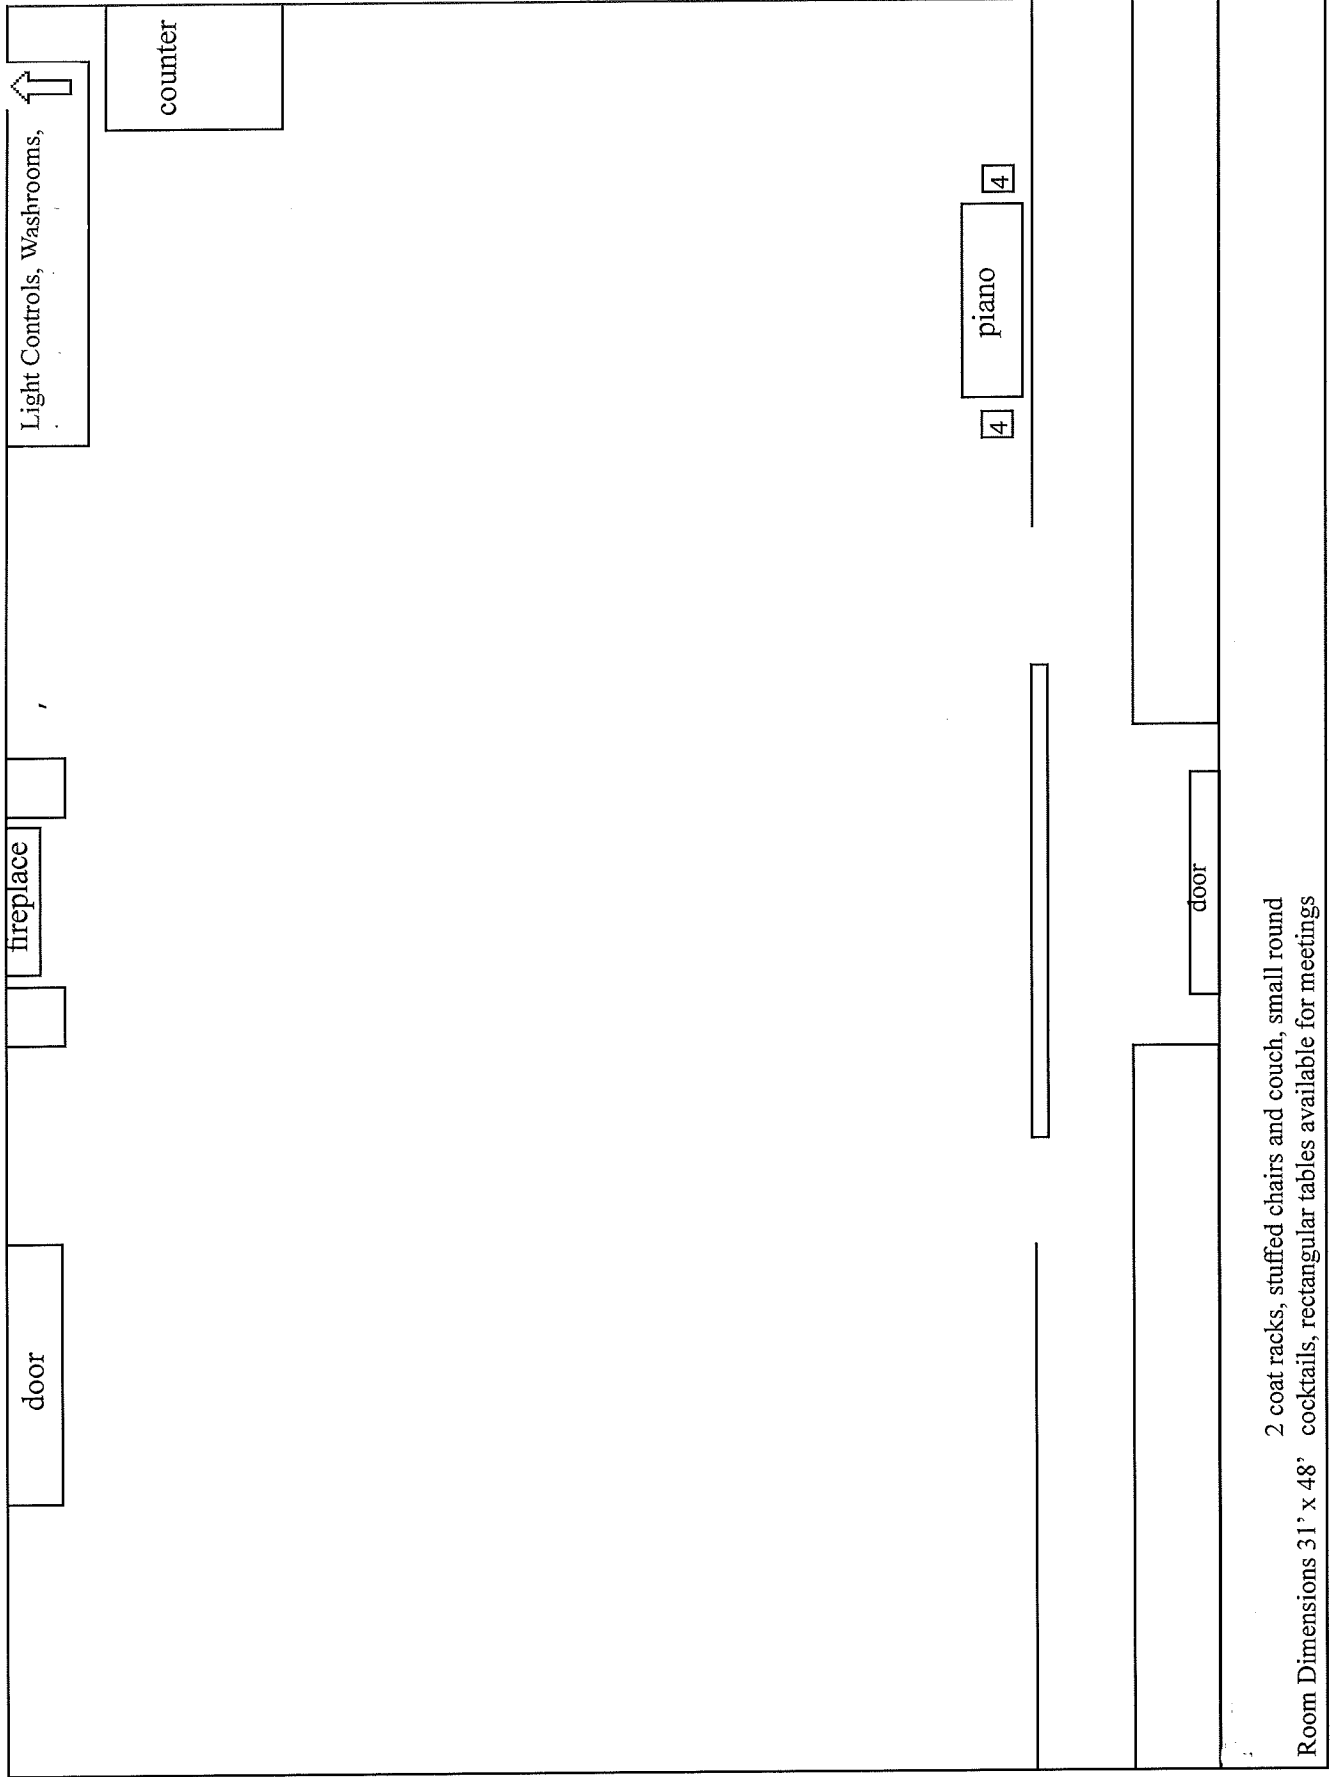 door
fireplace
Light Controls, Washrooms,
counter
4
piano
4
door
2 coat racks, stuffed chairs and couch, small round
Room Dimensions 31' x 48' cocktails, rectangular tables available for meetings